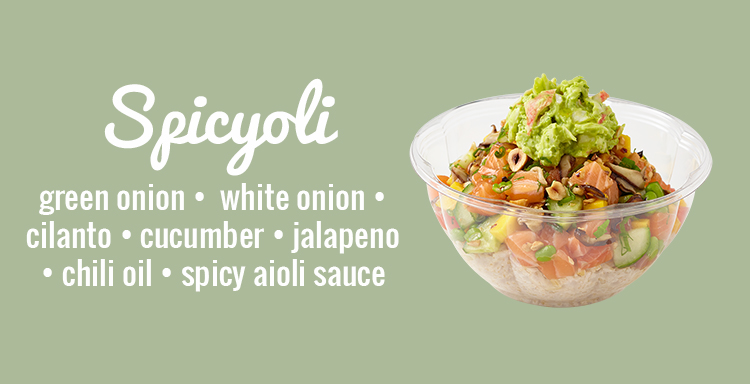 Spicyoli
green onion • white onion •
cilanto • cucumber • jalapeno
• chili oil • spicy aioli sauce